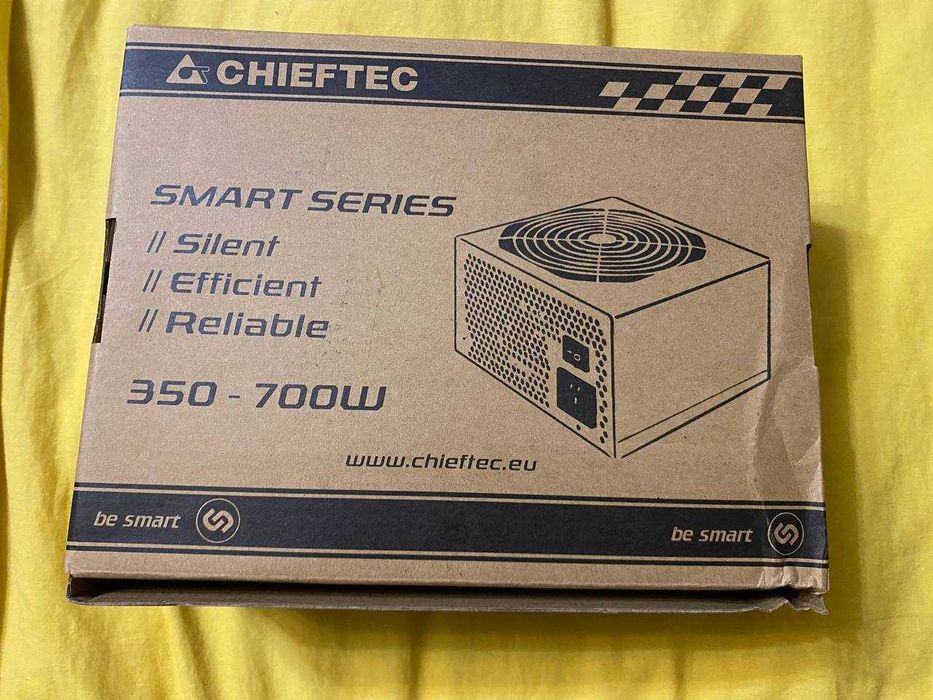 CHIEFTEC
SMART SERIES
// Silent
// Efficient
// Reliable
350 - 700W
www.chieftec.eu
be smart
be smart